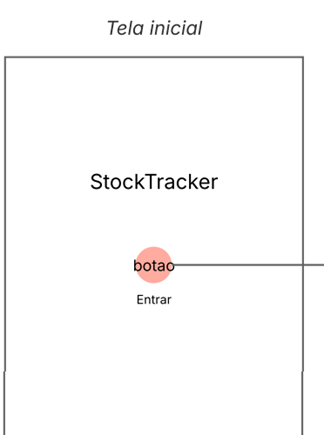 Tela inicial
StockTracker
botao
Entrar